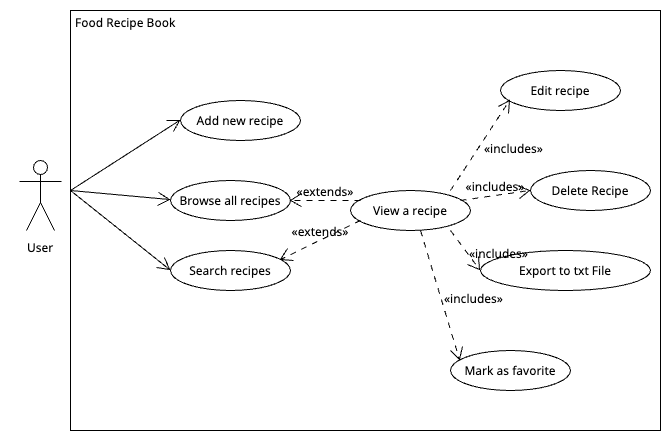 Food Recipe Book
Edit recipe
Add new recipe
«includes»
«extends»
«includes»
Delete Recipe
Browse all recipes
View a recipe
User
«extends»
«includes»
Search recipes
Export to txt File
«includes»
Mark as favorite